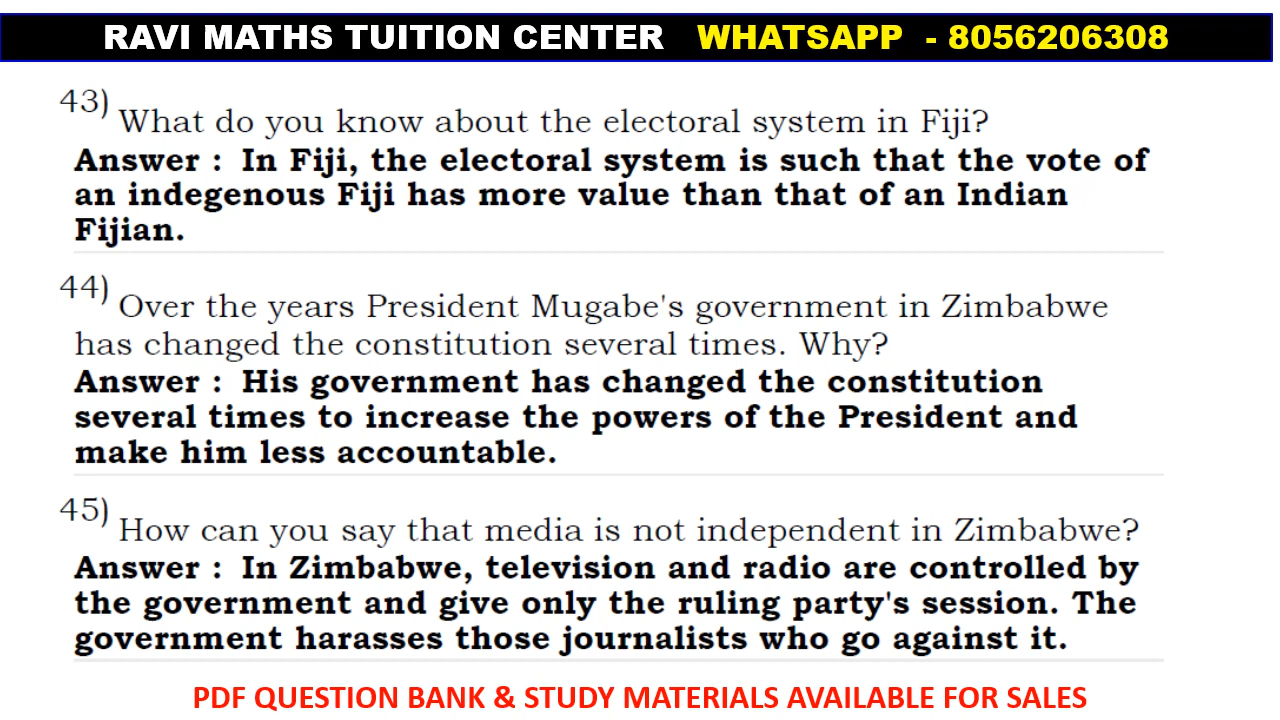 RAVI MATHS TUITION CENTER WHATSAPP - 8056206308
43) What do you know about the electoral system in Fiji?
Answer : In Fiji, the electoral system is such that the vote of
an indegenous Fiji has more value than that of an Indian
Fijian.
44) Over the years President Mugabe's government in Zimbabwe
has changed the constitution several times. Why?
Answer : His government has changed the constitution
several times to increase the powers of the President and
make him less accountable.
45) How can you say that media is not independent in Zimbabwe?
Answer : In Zimbabwe, television and radio are controlled by
the government and give only the ruling party's session. The
government harasses those journalists who go against it.
PDF QUESTION BANK & STUDY MATERIALS AVAILABLE FOR SALES